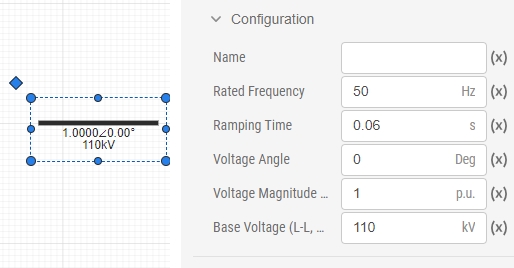 1.0000∠0.00°
110kV
Configuration
Name (x)
Rated Frequency 50 Hz (x)
Ramping Time 0.06 s (x)
Voltage Angle 0 Deg (x)
Voltage Magnitude ... 1 p.u. (x)
Base Voltage (L-L, ... 110 kV (x)